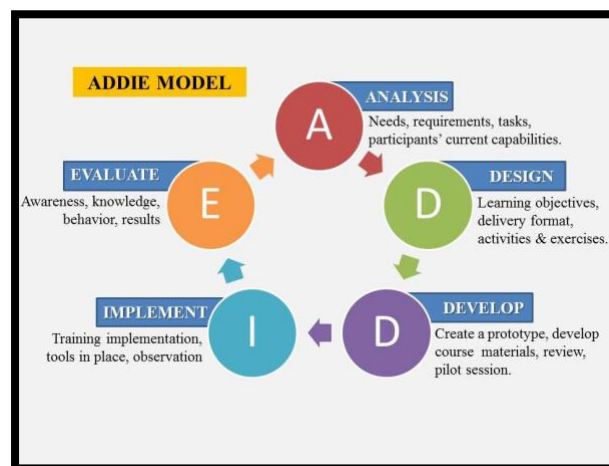 ADDIE MODEL
A
ANALYSIS
Needs, requirements, tasks,
participants' current capabilities.
D
DESIGN
Learning objectives,
delivery format,
activities & exercises.
D
DEVELOP
Create a prototype, develop
course materials, review,
pilot session.
I
IMPLEMENT
Training implementation,
tools in place, observation
E
EVALUATE
Awareness, knowledge,
behavior, results